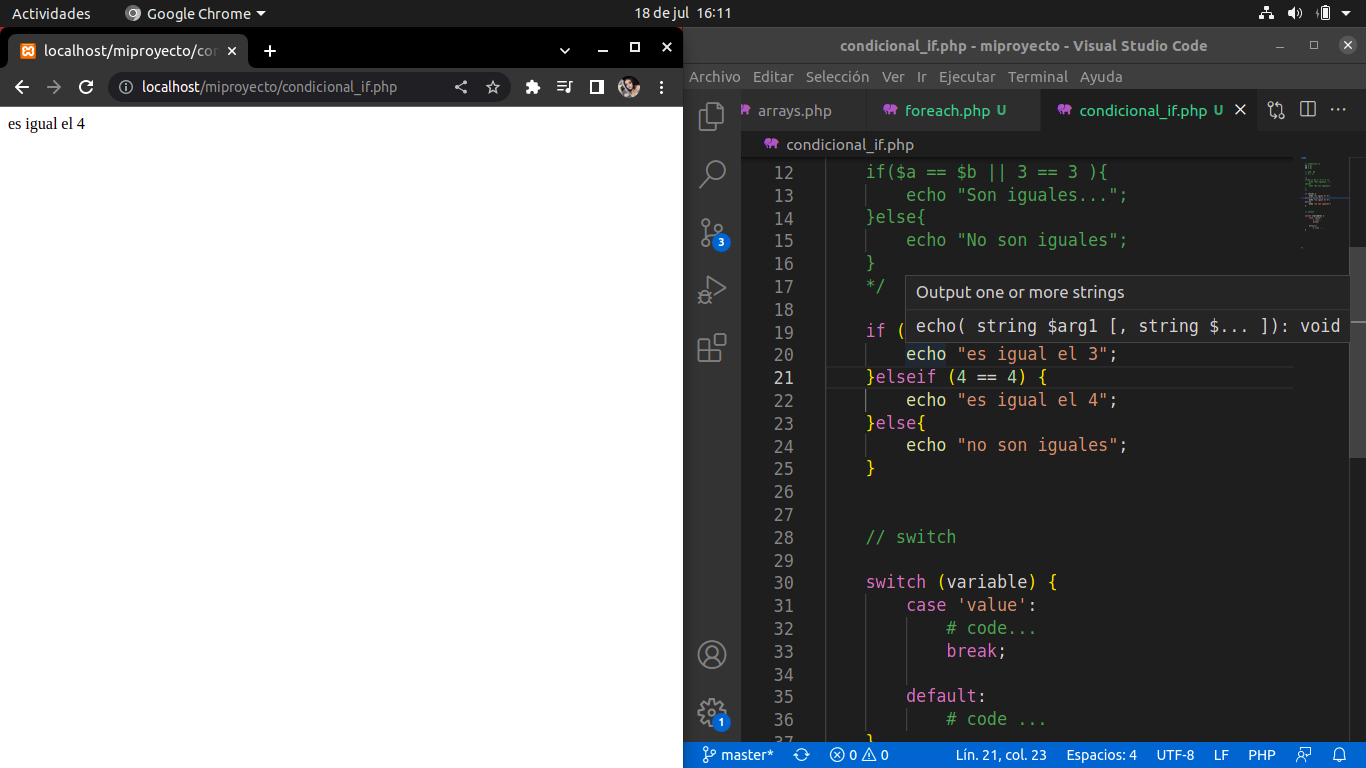 Actividades
Google Chrome
18 de jul 16:11
localhost/miproyecto/con
localhost/miproyecto/condicional_if.php
es igual el 4
condicional_if.php - miproyecto - Visual Studio Code
Archivo Editar Selección Ver Ir Ejecutar Terminal Ayuda
arrays.php
foreach.php U
condicional_if.php U
condicional_if.php
12 if($a == $b || 3 == 3 ){
13 echo "Son iguales...";
14 }else{
15 echo "No son iguales";
16 }
17 */
Output one or more strings
18
19 if (
echo( string $arg1 [, string $... ]): void
20 echo "es igual el 3";
21 }elseif (4 == 4) {
22 echo "es igual el 4";
23 }else{
24 echo "no son iguales";
25 }
26
27
28 // switch
29
30 switch (variable) {
31 case 'value':
32 # code...
33 break;
34
35 default:
36 # code ...
37 }
3
1
master*
0 0
Lín. 21, col. 23
Espacios: 4
UTF-8
LF
PHP